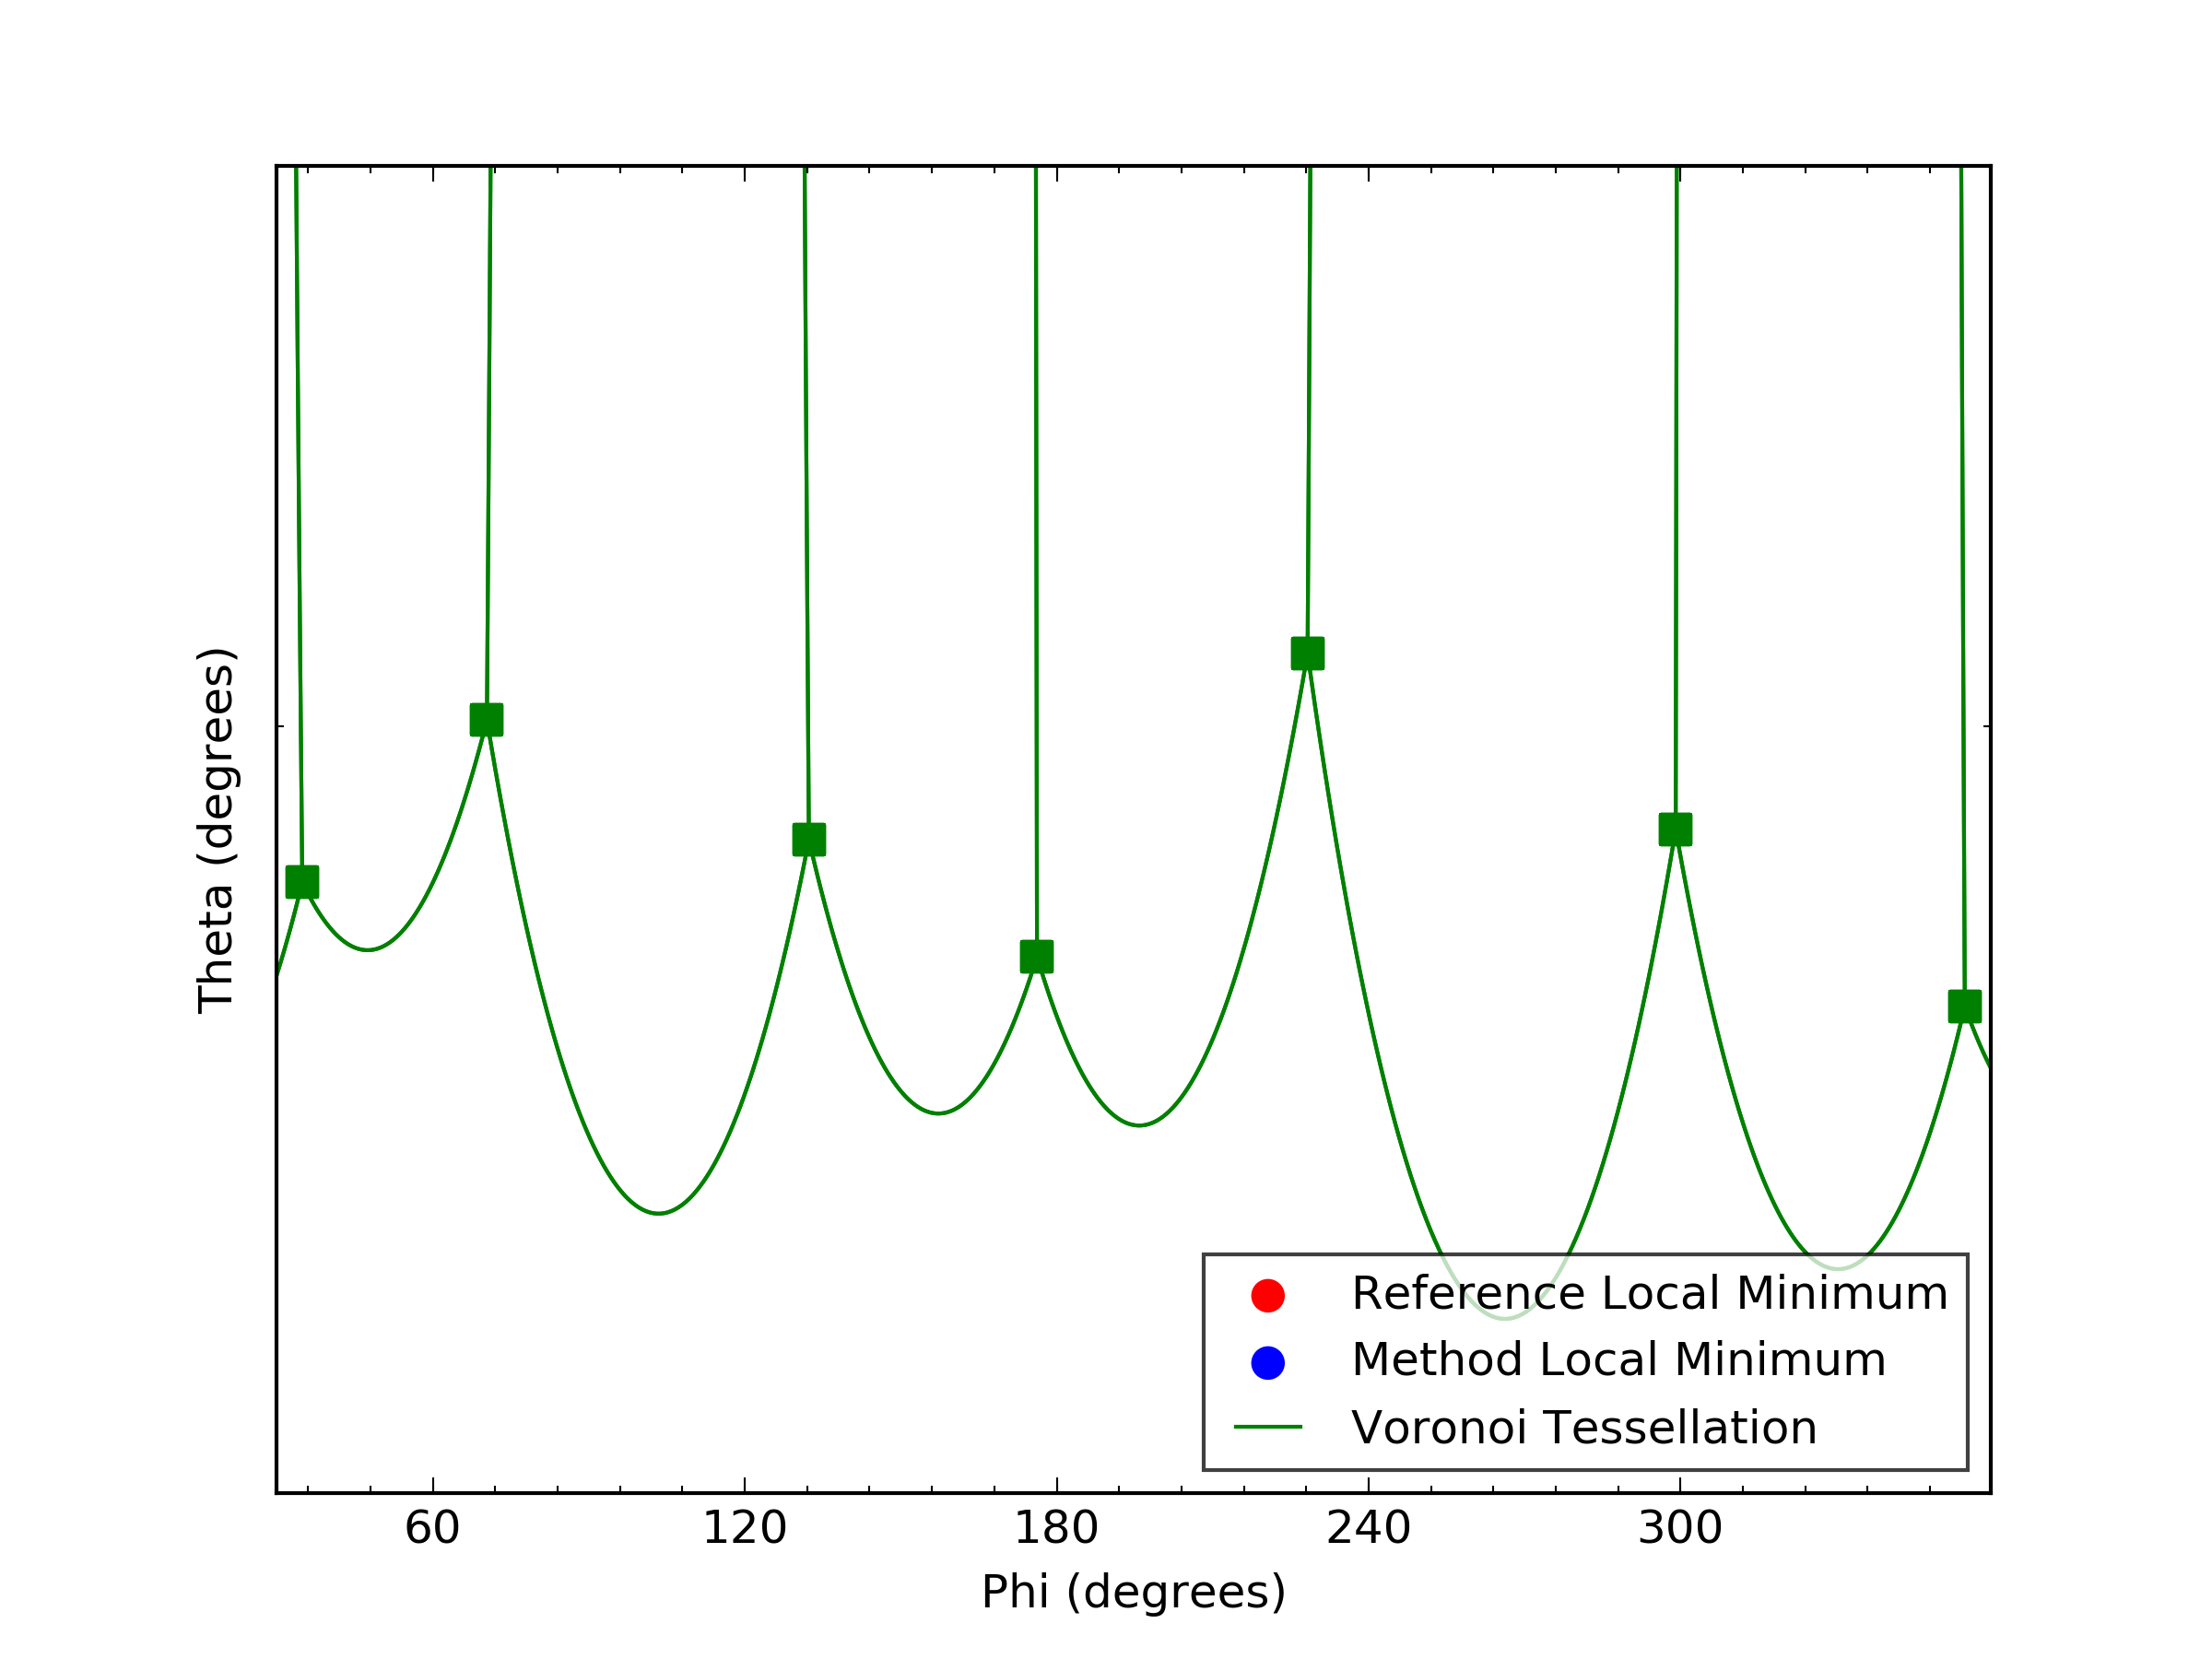 Theta (degrees)
Reference Local Minimum
Method Local Minimum
Voronoi Tessellation
60 120 180 240 300
Phi (degrees)